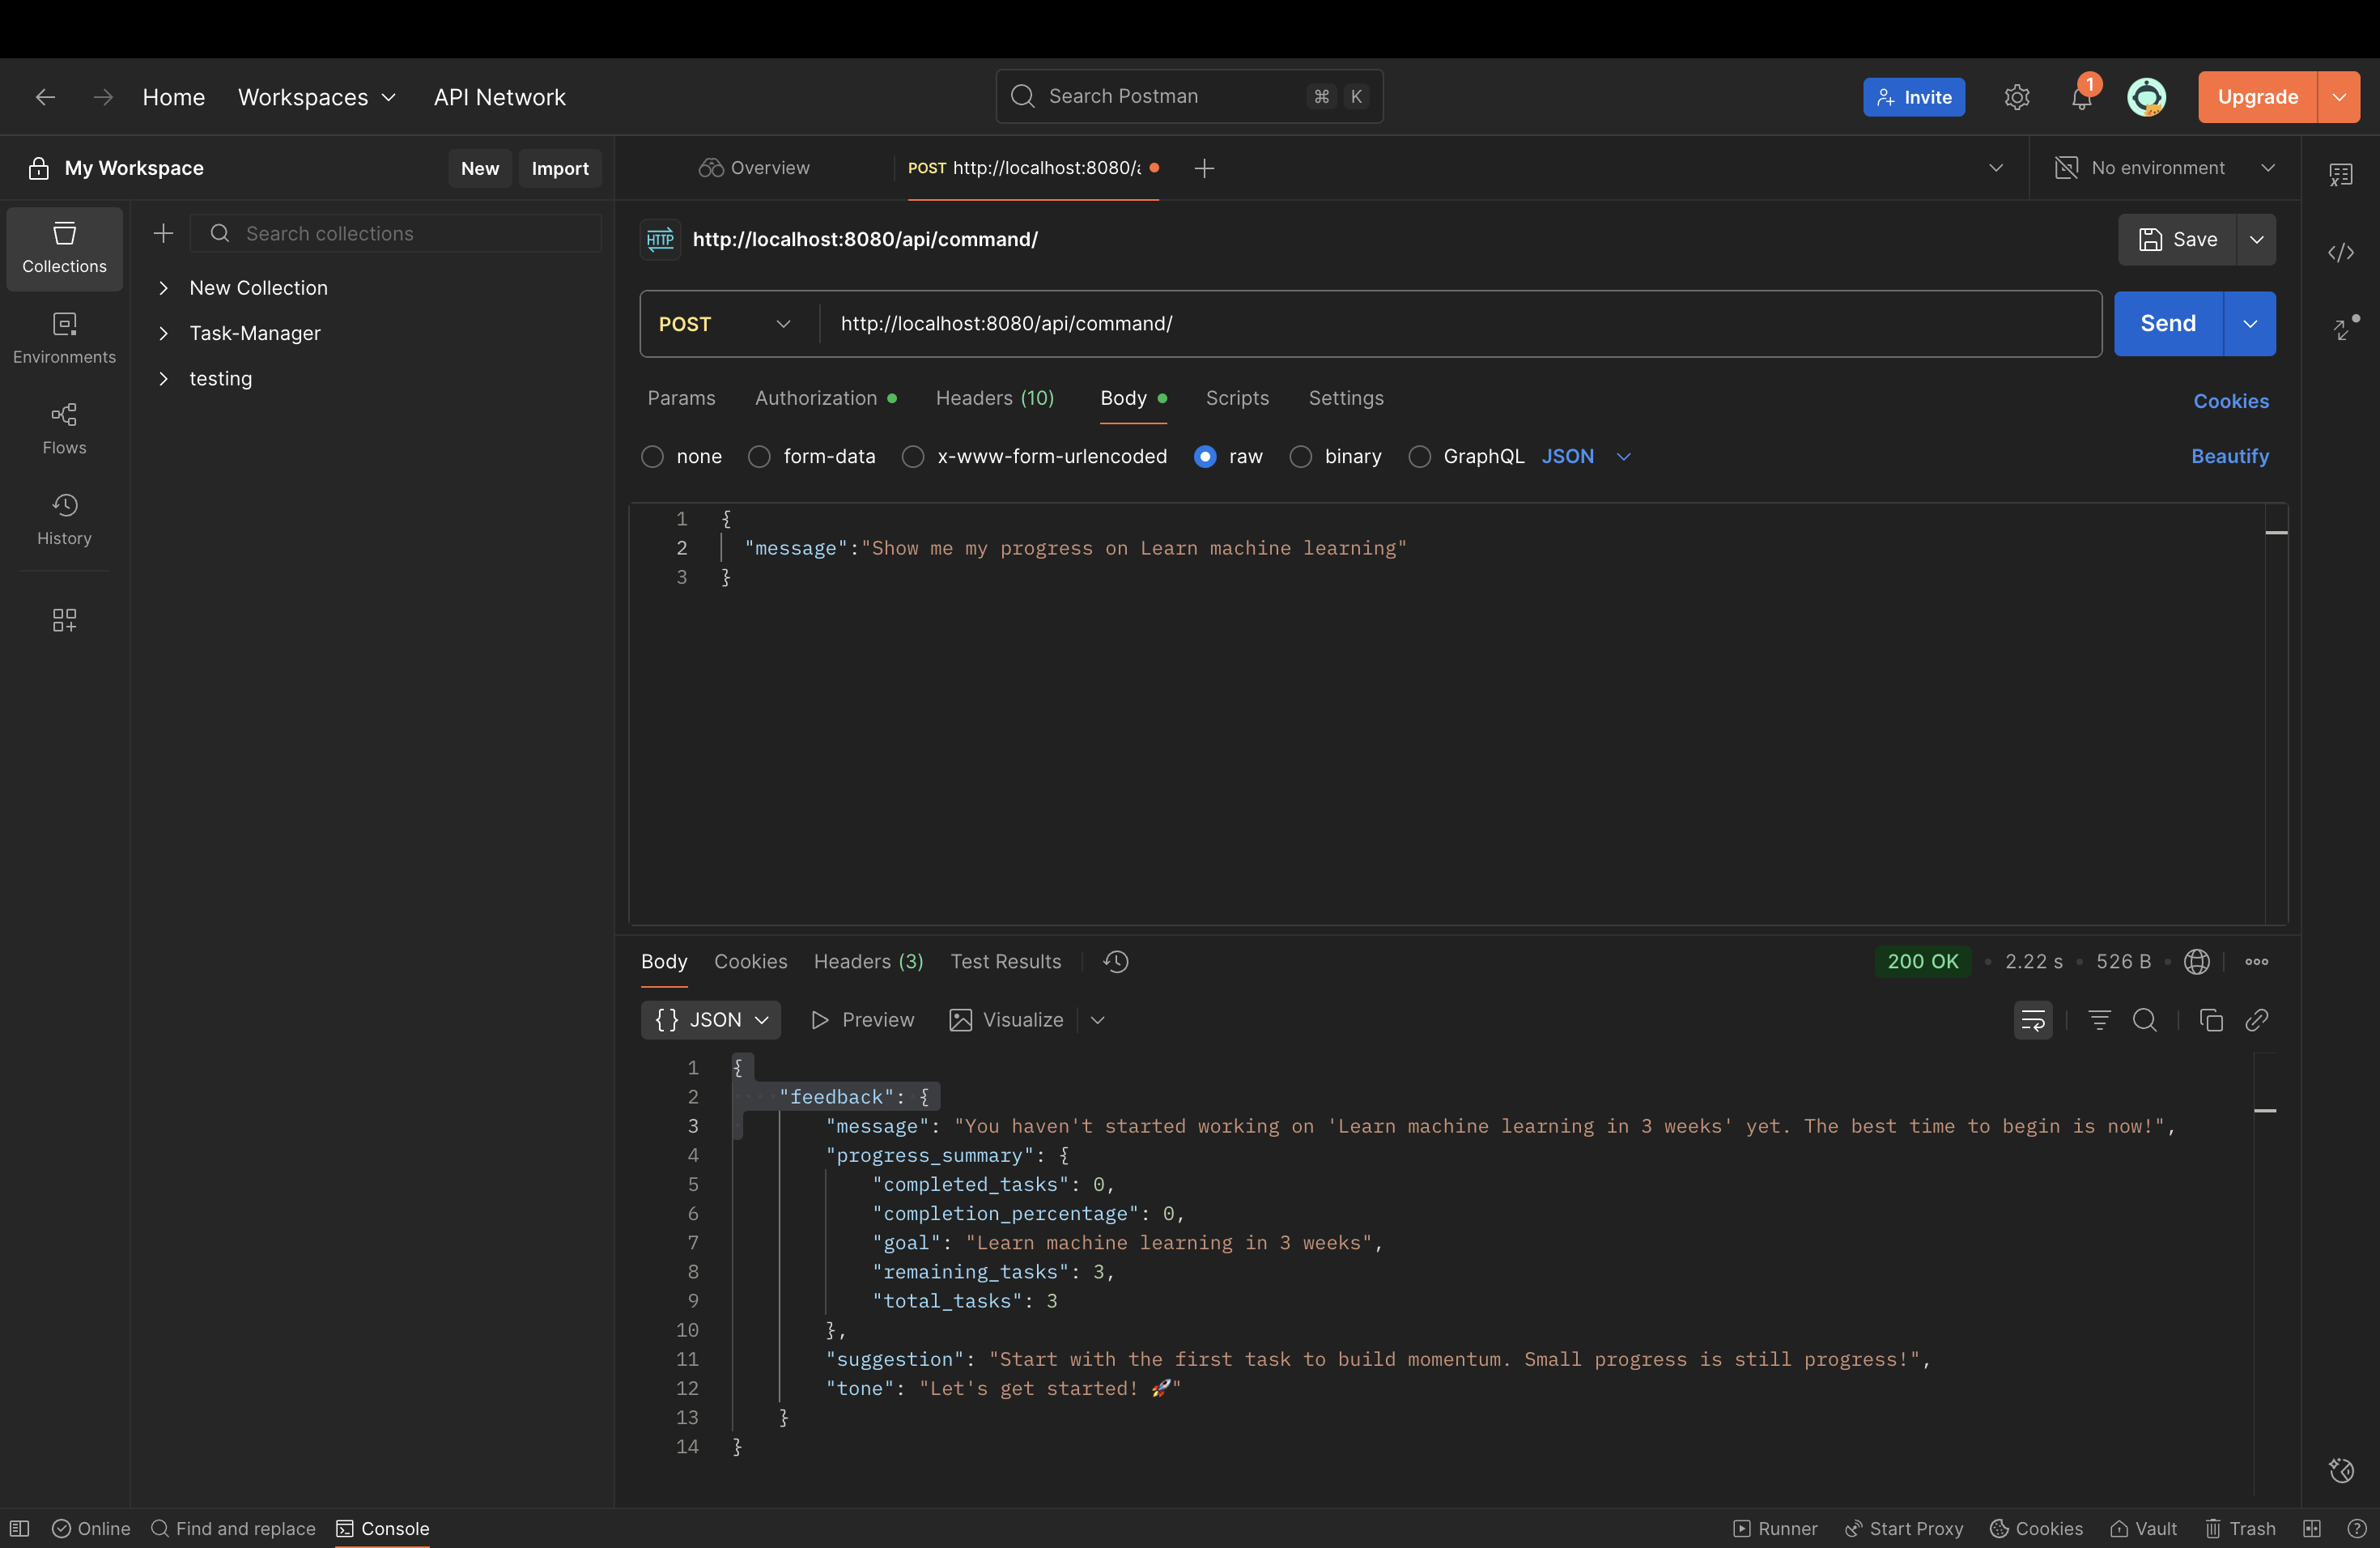 Home Workspaces API Network Search Postman ⌘ K Invite 1 Upgrade
My Workspace New Import Overview POST http://localhost:8080/a No environment
Collections
Environments
Flows
History
Search collections
New Collection
Task-Manager
testing
HTTP http://localhost:8080/api/command/ Save
POST http://localhost:8080/api/command/ Send
Params Authorization Headers (10) Body Scripts Settings Cookies
none form-data x-www-form-urlencoded raw binary GraphQL JSON Beautify
1 {
2 "message":"Show me my progress on Learn machine learning"
3 }
Body Cookies Headers (3) Test Results 200 OK 2.22 s 526 B
{} JSON Preview Visualize
1 {
2 "feedback": {
3 "message": "You haven't started working on 'Learn machine learning in 3 weeks' yet. The best time to begin is now!",
4 "progress_summary": {
5 "completed_tasks": 0,
6 "completion_percentage": 0,
7 "goal": "Learn machine learning in 3 weeks",
8 "remaining_tasks": 3,
9 "total_tasks": 3
10 },
11 "suggestion": "Start with the first task to build momentum. Small progress is still progress!",
12 "tone": "Let's get started! 🚀"
13 }
14 }
Online Find and replace Console Runner Start Proxy Cookies Vault Trash